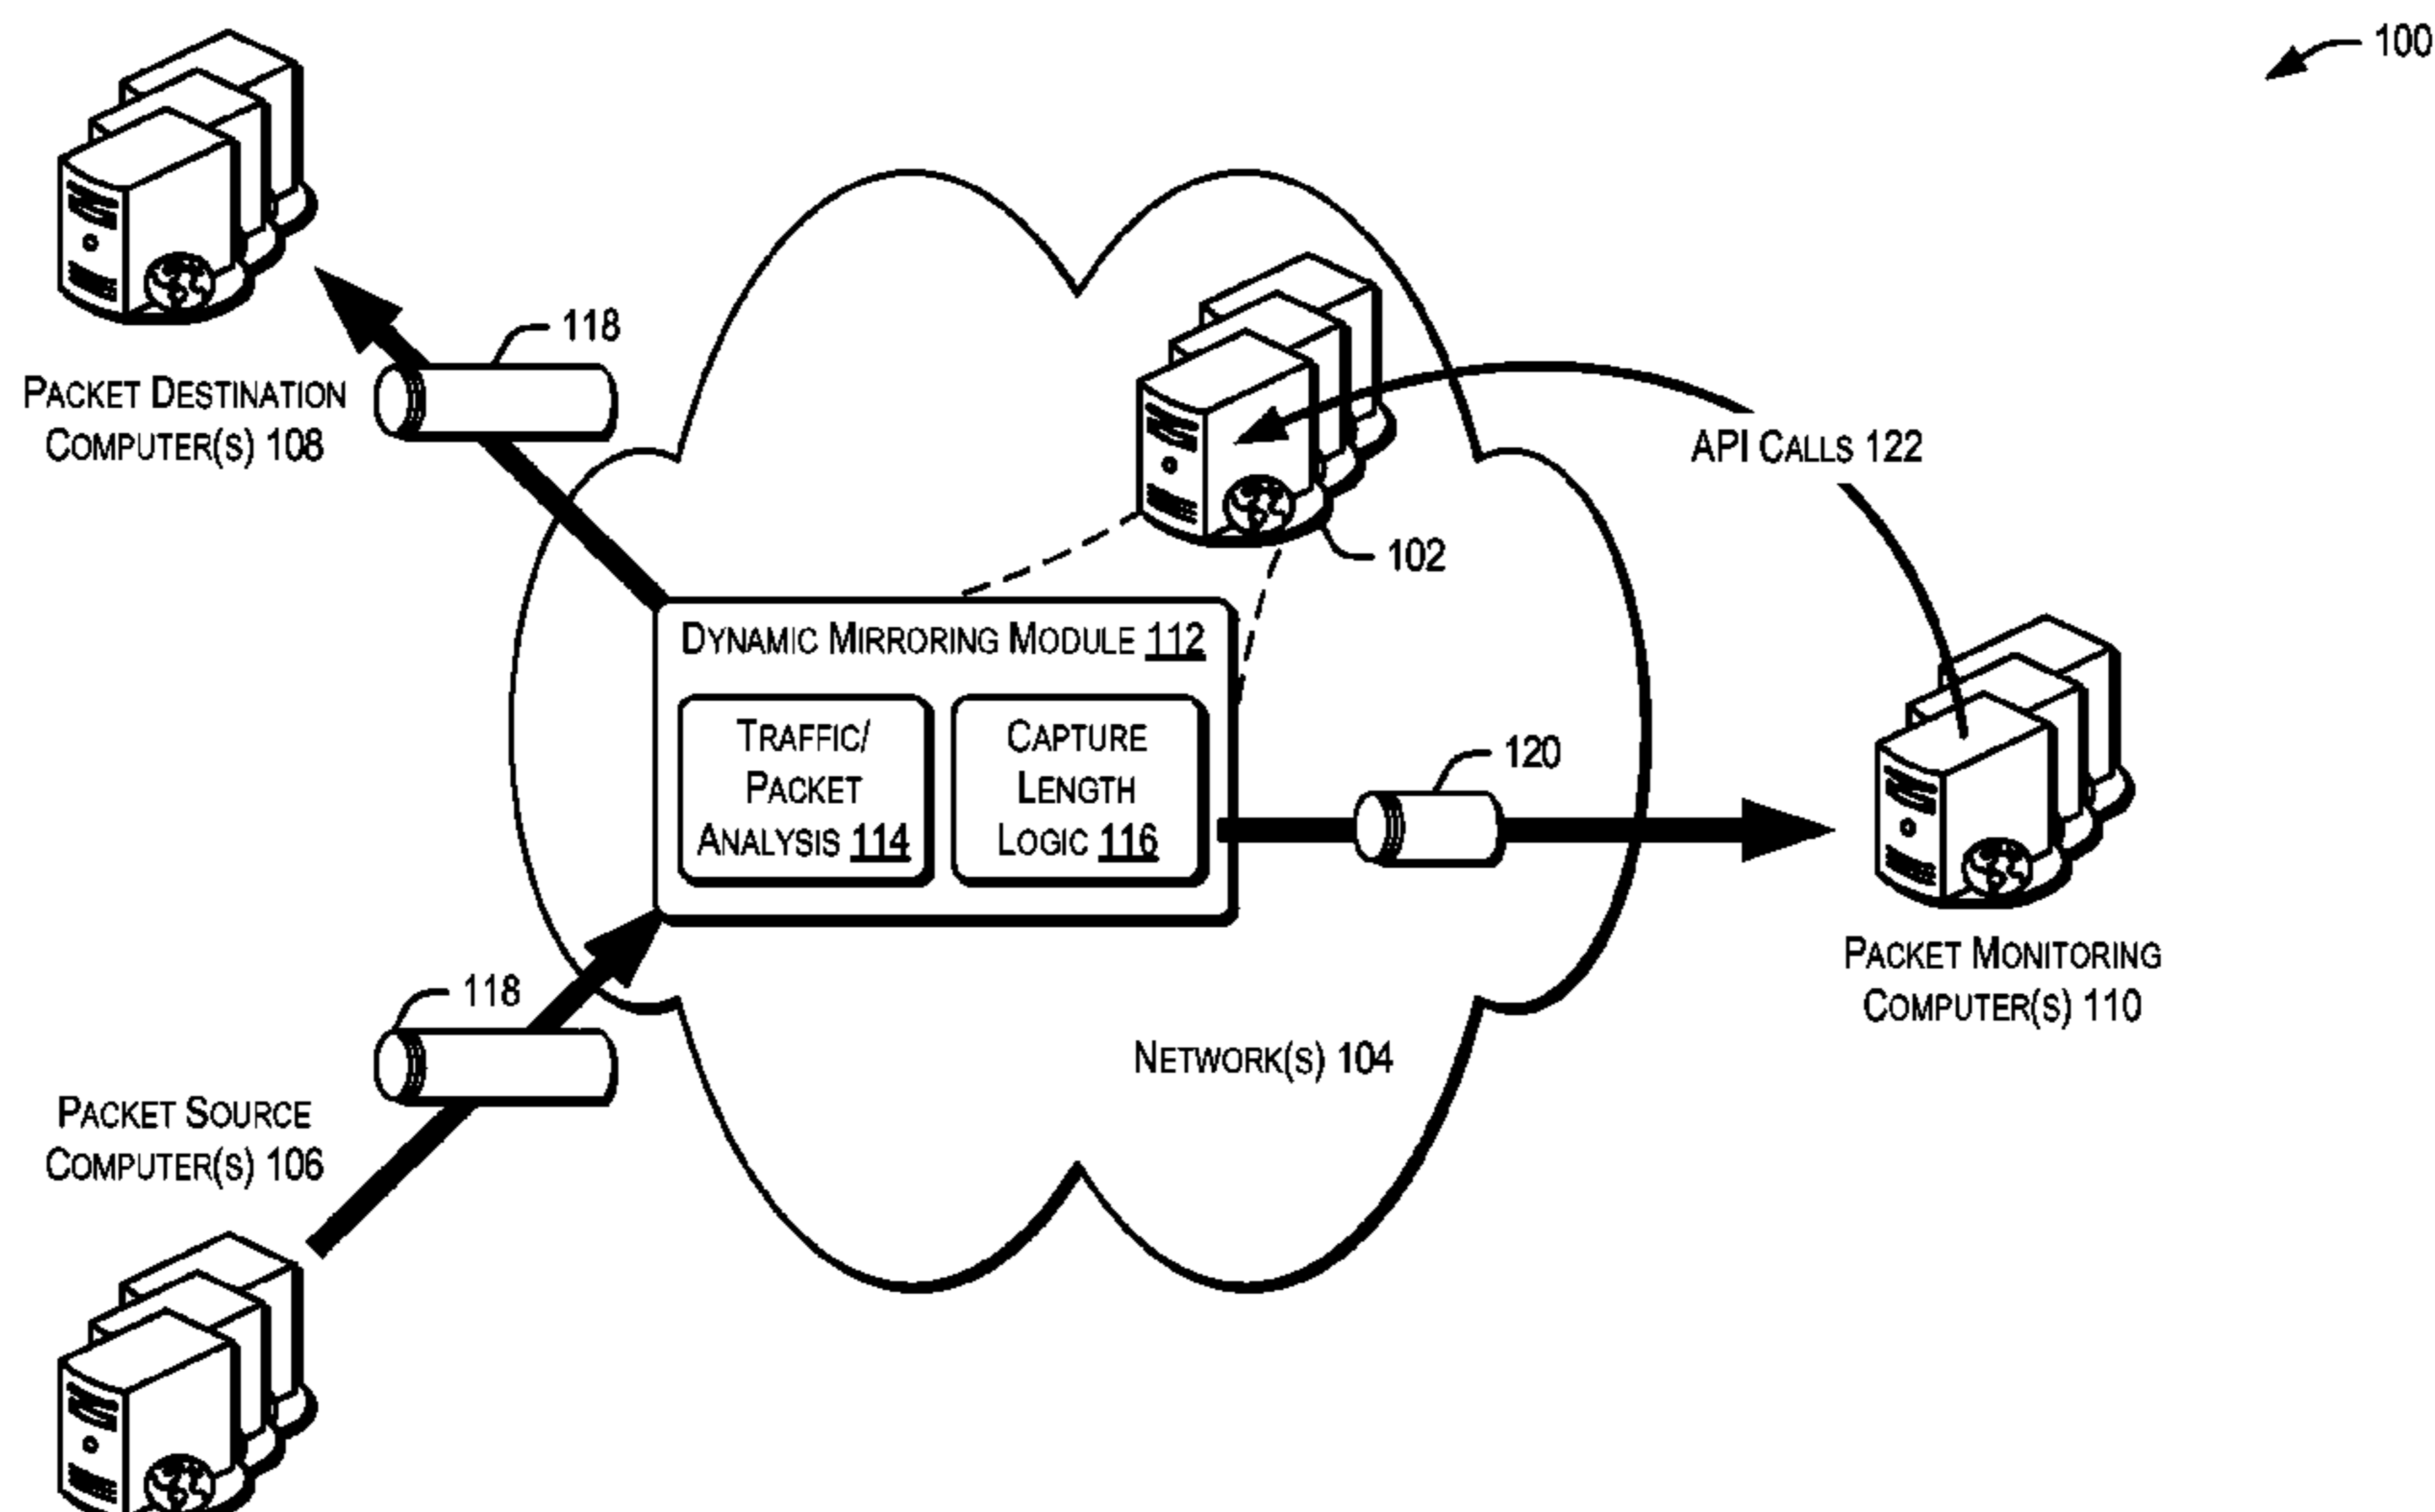 100
118
PACKET DESTINATION
COMPUTER(S) 108
API CALLS 122
102
DYNAMIC MIRRORING MODULE 112
TRAFFIC/
PACKET
ANALYSIS 114
CAPTURE
LENGTH
LOGIC 116
120
118
PACKET MONITORING
COMPUTER(S) 110
NETWORK(S) 104
PACKET SOURCE
COMPUTER(S) 106